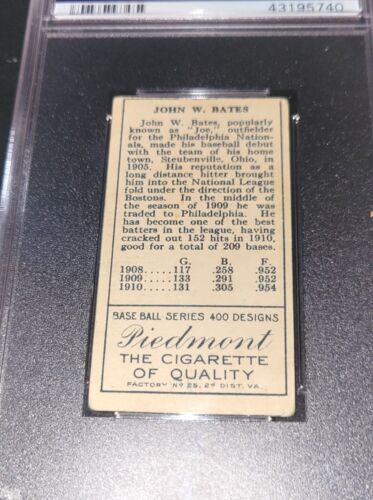 43195740
JOHN W. BATES
John W. Bates, popularly
known as "Joe," outfielder
for the Philadelphia Nation-
als, made his baseball debut
with the team of his home
town, Steubenville, Ohio, in
1905. His reputation as a
long distance hitter brought
him into the National League
fold under the direction of the
Bostons. In the middle of
the season of 1909 he was
traded to Philadelphia. He
has become one of the best
batters in the league, having
cracked out 152 hits in 1910,
good for a total of 209 bases.
G. B. F.
1908.....117 .258 .952
1909.....133 .291 .952
1910.....131 .305 .954
BASE BALL SERIES 400 DESIGNS
Piedmont
THE CIGARETTE
OF QUALITY
FACTORY No 25, 2d DIST. VA.